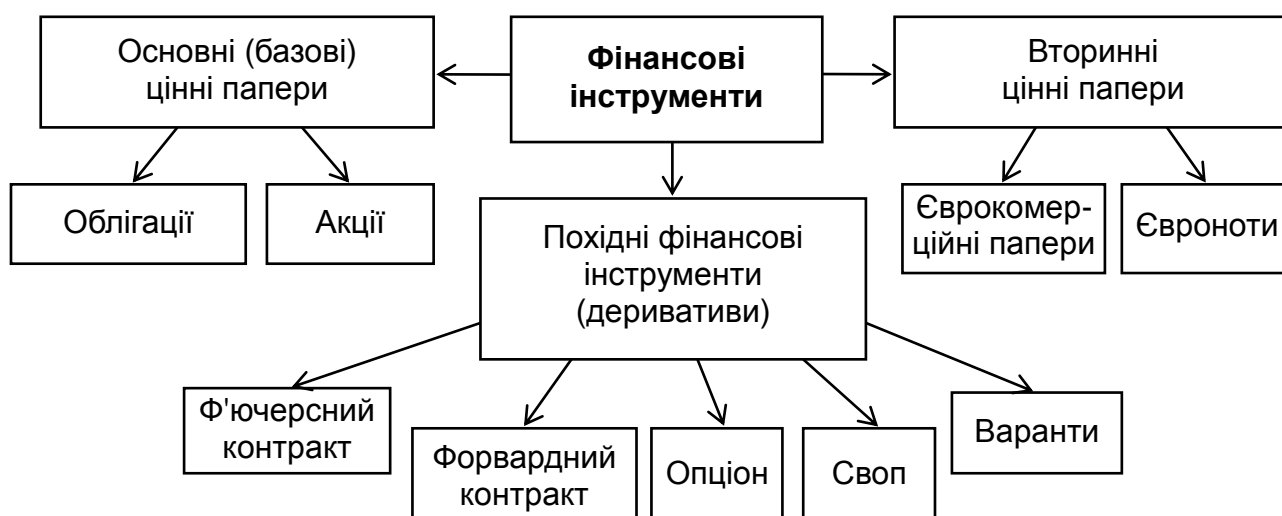 Основні (базові)
цінні папери
Фінансові
інструменти
Вторинні
цінні папери
Облігації
Акції
Похідні фінансові
інструменти
(деривативи)
Єврокомер-
ційні папери
Євроноти
Ф'ючерсний
контракт
Форвардний
контракт
Опціон
Своп
Варанти